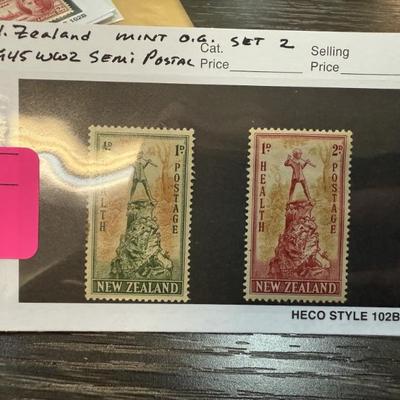 . Zealand MINT O.G. SET 2
945 WW2 Semi Postal
Cat. Price
Selling Price
½D 1D
HEALTH
POSTAGE
NEW ZEALAND
1D 2D
HEALTH
POSTAGE
NEW ZEALAND
HECO STYLE 102B